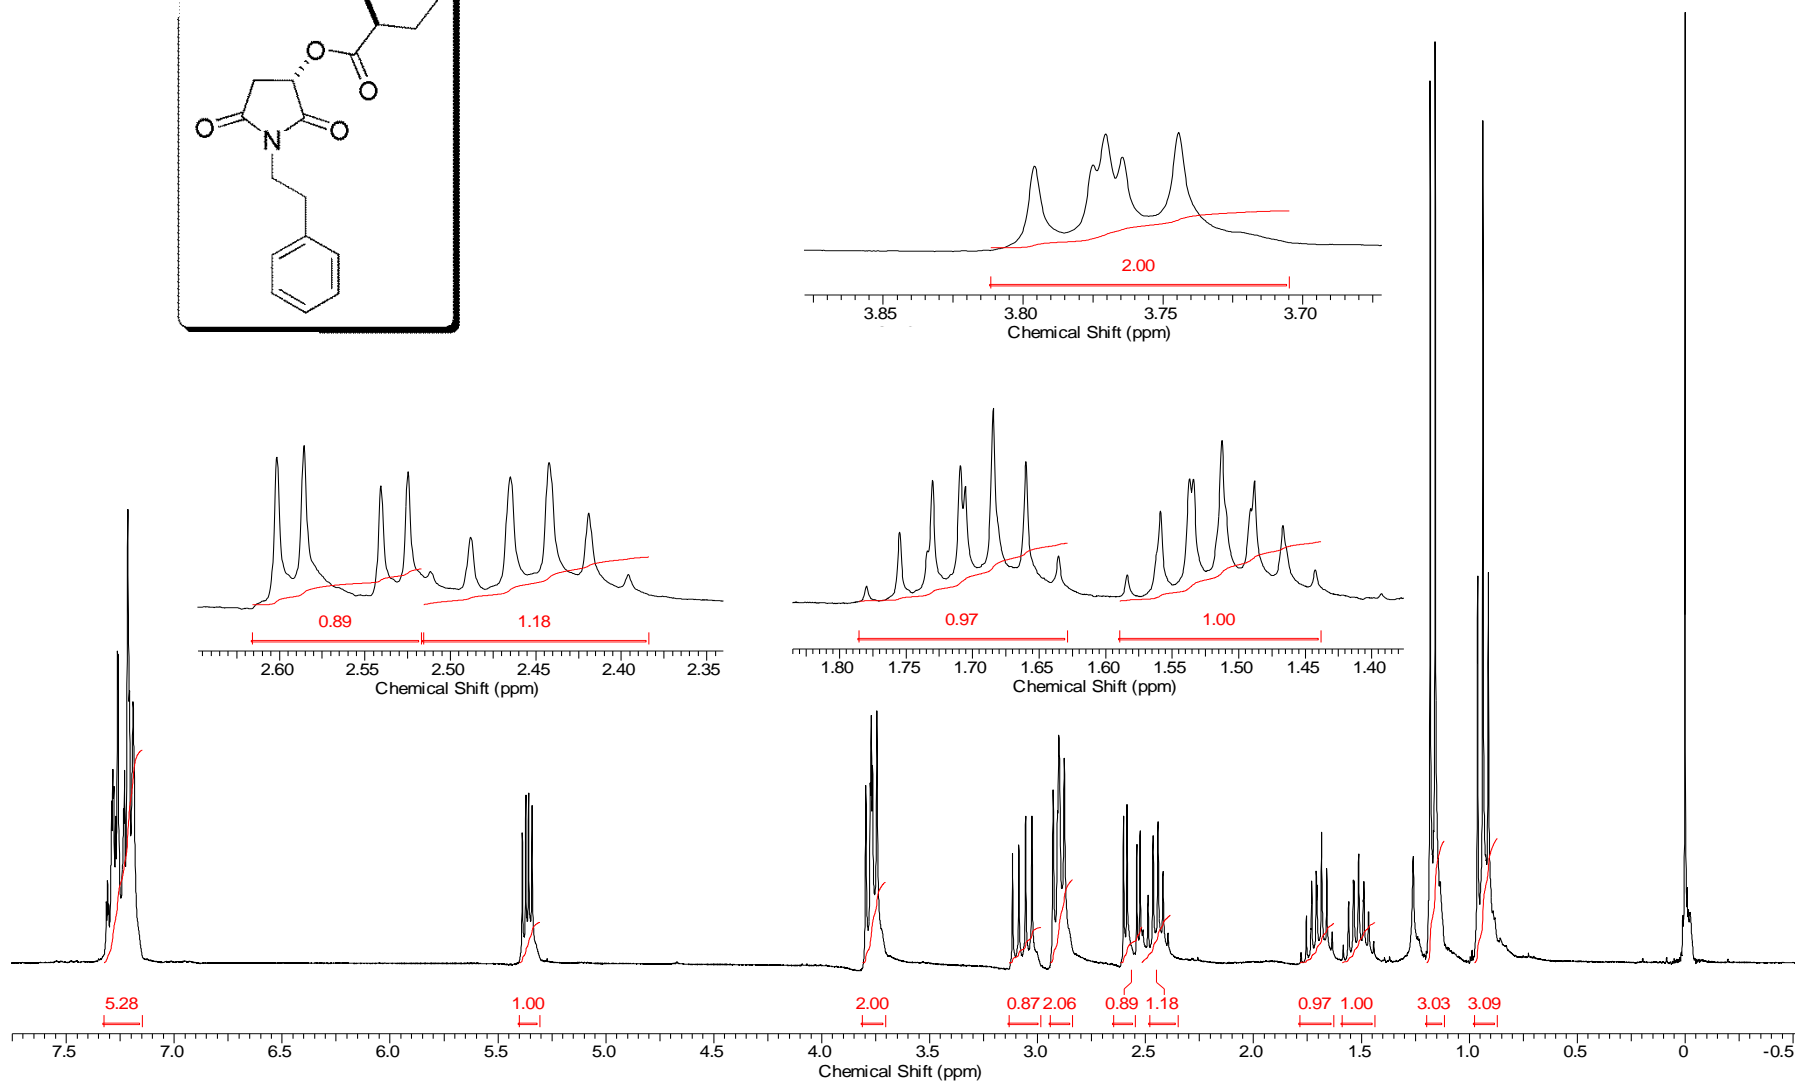 O
O
O
O
N
2.00
3.85 3.80 3.75 3.70
Chemical Shift (ppm)
0.89 1.18
2.60 2.55 2.50 2.45 2.40 2.35
Chemical Shift (ppm)
0.97 1.00
1.80 1.75 1.70 1.65 1.60 1.55 1.50 1.45 1.40
Chemical Shift (ppm)
5.28 1.00 2.00 0.87 2.06 0.89 1.18 0.97 1.00 3.03 3.09
7.5 7.0 6.5 6.0 5.5 5.0 4.5 4.0 3.5 3.0 2.5 2.0 1.5 1.0 0.5 0 -0.5
Chemical Shift (ppm)